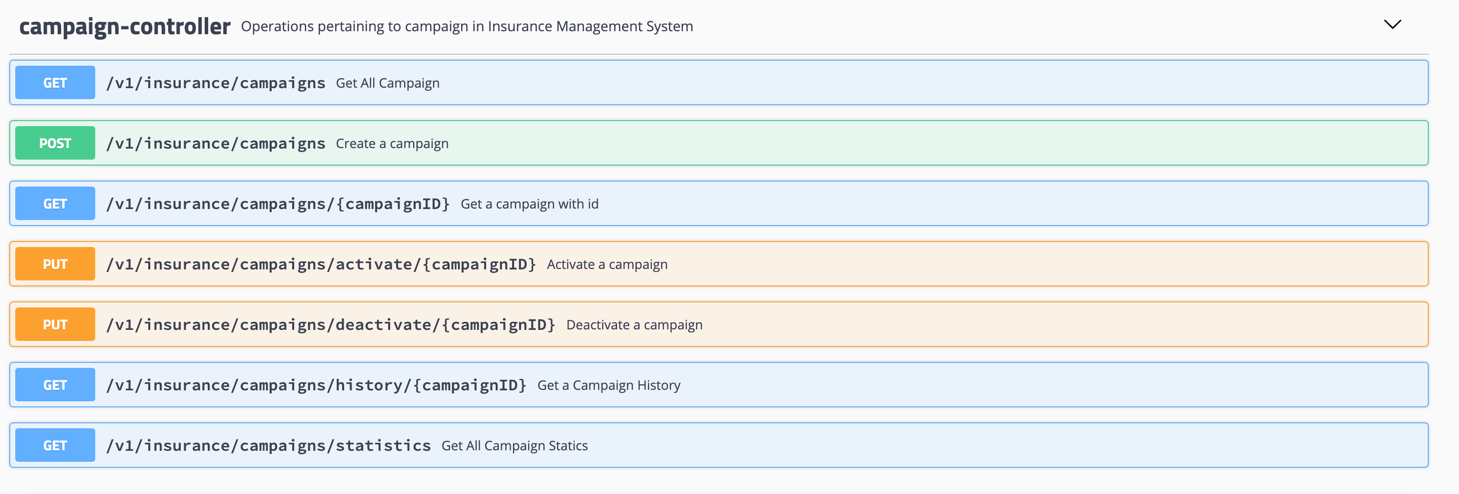 campaign-controller Operations pertaining to campaign in Insurance Management System
GET /v1/insurance/campaigns Get All Campaign
POST /v1/insurance/campaigns Create a campaign
GET /v1/insurance/campaigns/{campaignID} Get a campaign with id
PUT /v1/insurance/campaigns/activate/{campaignID} Activate a campaign
PUT /v1/insurance/campaigns/deactivate/{campaignID} Deactivate a campaign
GET /v1/insurance/campaigns/history/{campaignID} Get a Campaign History
GET /v1/insurance/campaigns/statistics Get All Campaign Statics